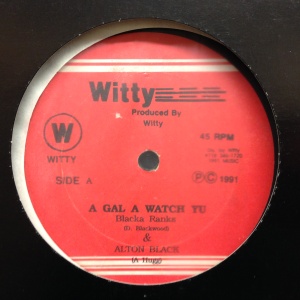 Witty
Produced By
Witty
45 RPM
W
WITTY
SIDE A
P C 1991
A GAL A WATCH YU
Blacka Ranks
(D. Blackwood)
&
ALTON BLACK